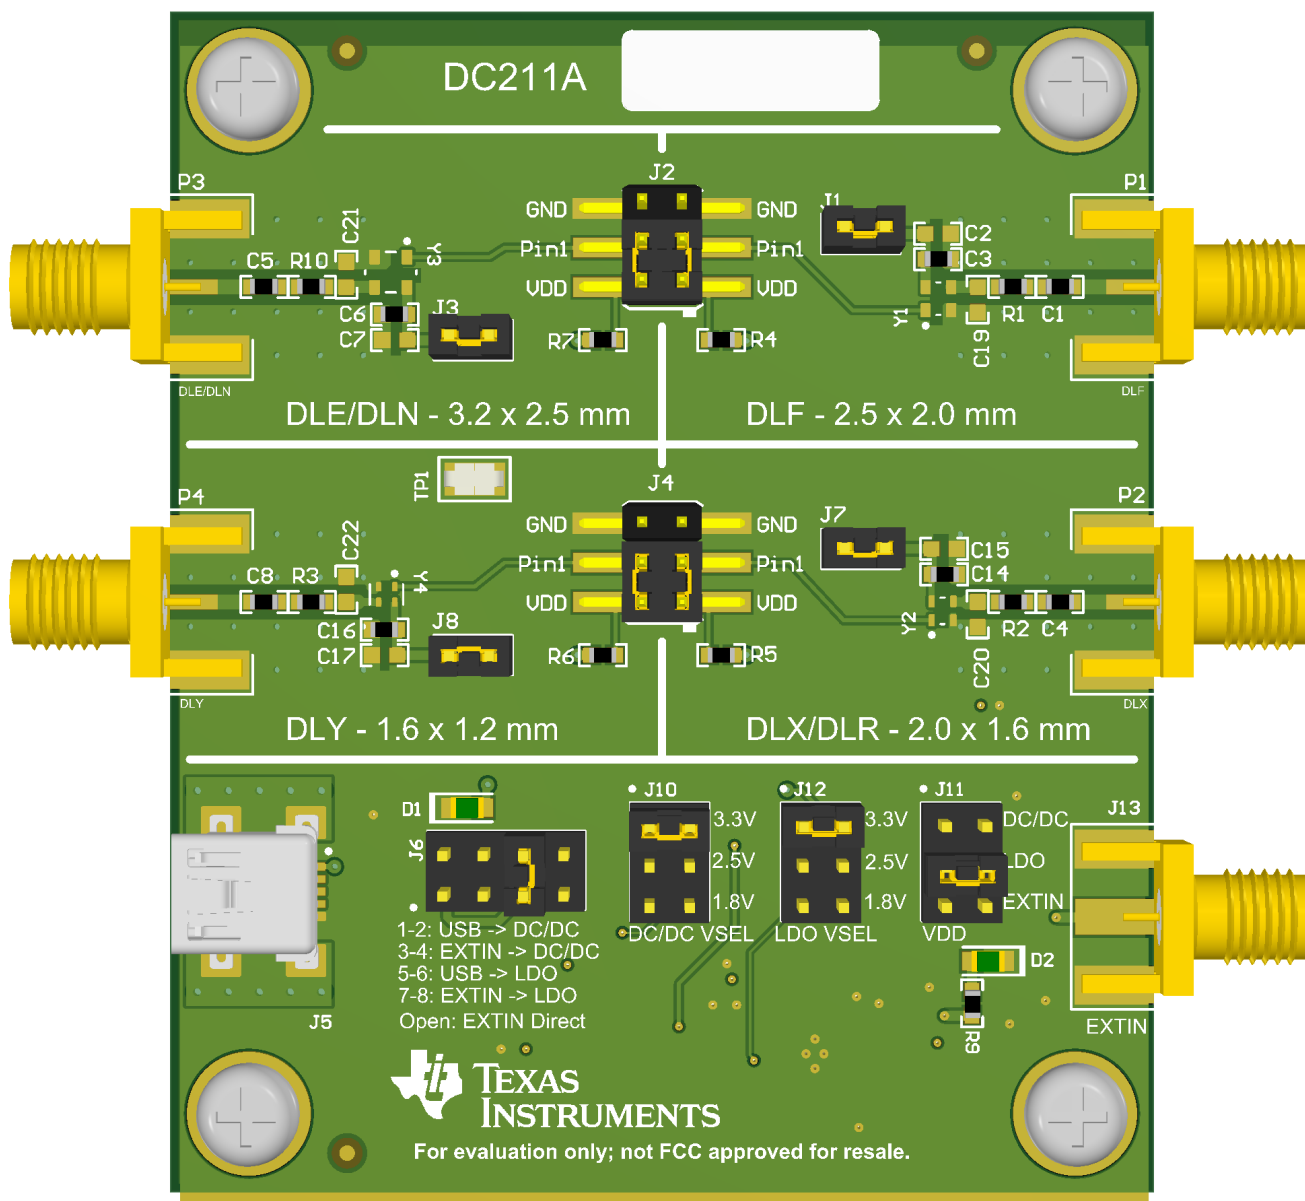 DC211A
P3
J2
P1
C21
GND
GND
J1
Y3
Pin1
Pin1
C2
C3
C5
R10
VDD
VDD
C6
J3
Y1
R1
C1
C7
R7
R4
C19
DLE/DLN
DLF
DLE/DLN - 3.2 x 2.5 mm
DLF - 2.5 x 2.0 mm
TP1
P4
J4
P2
C22
GND
GND
J7
C15
Pin1
Pin1
C14
C8
R3
Y4
VDD
VDD
C16
J8
Y2
R2
C4
C17
R6
R5
C20
DLY
DLX
DLY - 1.6 x 1.2 mm
DLX/DLR - 2.0 x 1.6 mm
D1
J10
J12
J11
J13
3.3V
3.3V
DC/DC
J6
2.5V
2.5V
LDO
1.8V
1.8V
EXTIN
DC/DC VSEL
LDO VSEL
VDD
1-2: USB -> DC/DC
3-4: EXTIN -> DC/DC
5-6: USB -> LDO
7-8: EXTIN -> LDO
Open: EXTIN Direct
D2
J5
R9
EXTIN
TEXAS
INSTRUMENTS
For evaluation only; not FCC approved for resale.